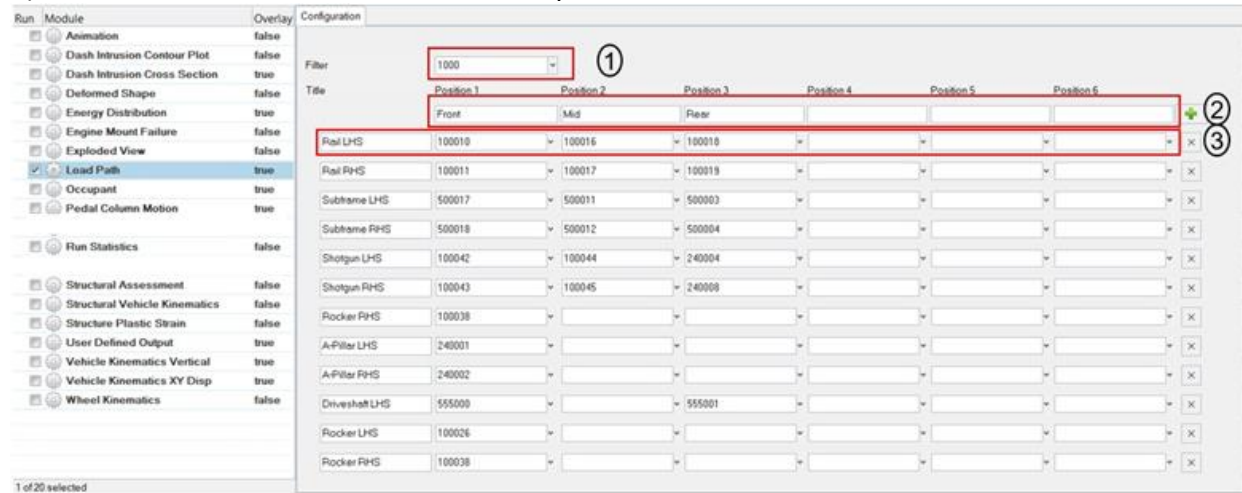 Run Module Overlay Configuration
Animation false
Dash Intrusion Contour Plot false
Dash Intrusion Cross Section true
Deformed Shape false
Energy Distribution true
Engine Mount Failure false
Exploded View false
Load Path true
Occupant true
Pedal Column Motion true
Run Statistics false
Structural Assessment false
Structural Vehicle Kinematics false
Structure Plastic Strain false
User Defined Output true
Vehicle Kinematics Vertical true
Vehicle Kinematics XY Disp true
Wheel Kinematics false
1 of 20 selected
Filter 1000 1
Title Position 1 Position 2 Position 3 Position 4 Position 5 Position 6
Front Mid Rear 2
Rail LHS 100010 100016 100018 3
Rail RHS 100011 100017 100019
Subframe LHS 500017 500011 500003
Subframe RHS 500018 500012 500004
Shotgun LHS 100042 100044 240004
Shotgun RHS 100043 100045 240008
Rocker RHS 100038
A-Pillar LHS 240001
A-Pillar RHS 240002
Driveshaft LHS 555000 555001
Rocker LHS 100026
Rocker RHS 100038